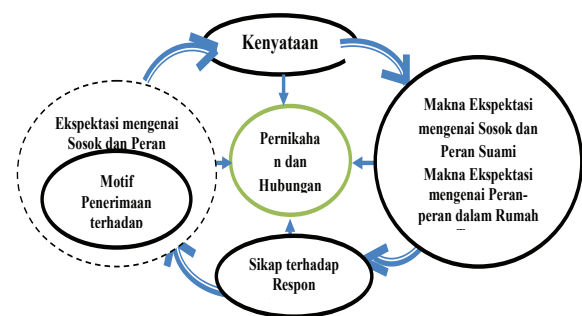 Kenyataan
Ekspektasi mengenai
Sosok dan Peran
Motif
Penerimaan
terhadap
Pernikaha
n dan
Hubungan
Makna Ekspektasi
mengenai Sosok dan
Peran Suami
Makna Ekspektasi
mengenai Peran-
peran dalam Rumah
Sikap terhadap
Respon